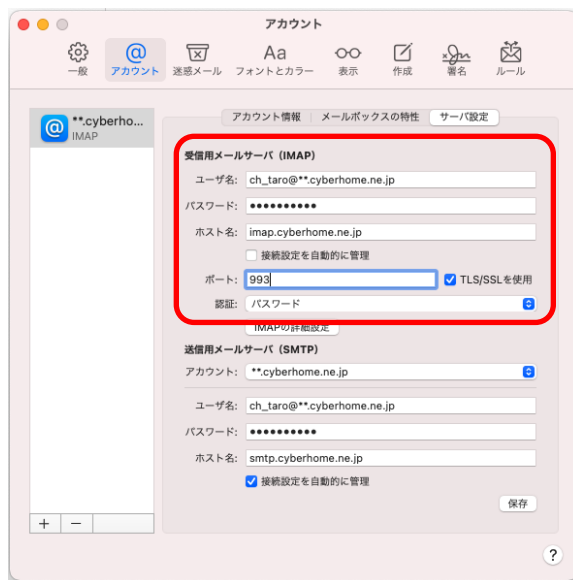 アカウント
一般 アカウント 迷惑メール フォントとカラー 表示 作成 署名 ルール
**.cyberho...
IMAP
アカウント情報 メールボックスの特性 サーバ設定
受信用メールサーバ（IMAP）
ユーザ名: ch_taro@**.cyberhome.ne.jp
パスワード: ••••••••••
ホスト名: imap.cyberhome.ne.jp
接続設定を自動的に管理
ポート: 993 TLS/SSLを使用
認証: パスワード
IMAPの詳細設定
送信用メールサーバ（SMTP）
アカウント: **.cyberhome.ne.jp
ユーザ名: ch_taro@**.cyberhome.ne.jp
パスワード: ••••••••••
ホスト名: smtp.cyberhome.ne.jp
接続設定を自動的に管理
保存
+ −
?